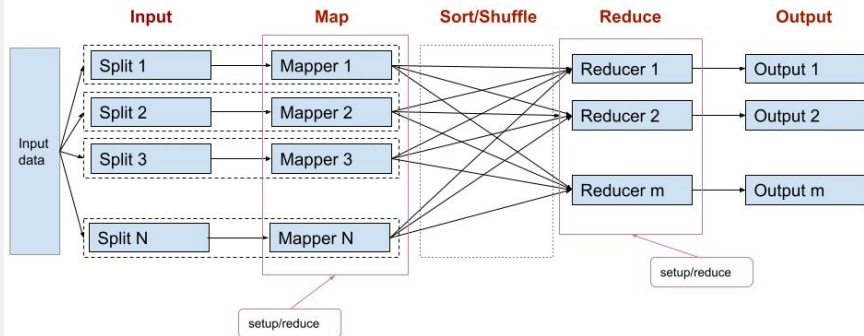 Input
Map
Sort/Shuffle
Reduce
Output
Input
data
Split 1
Mapper 1
Reducer 1
Output 1
Split 2
Mapper 2
Reducer 2
Output 2
Split 3
Mapper 3
Reducer m
Output m
Split N
Mapper N
setup/reduce
setup/reduce